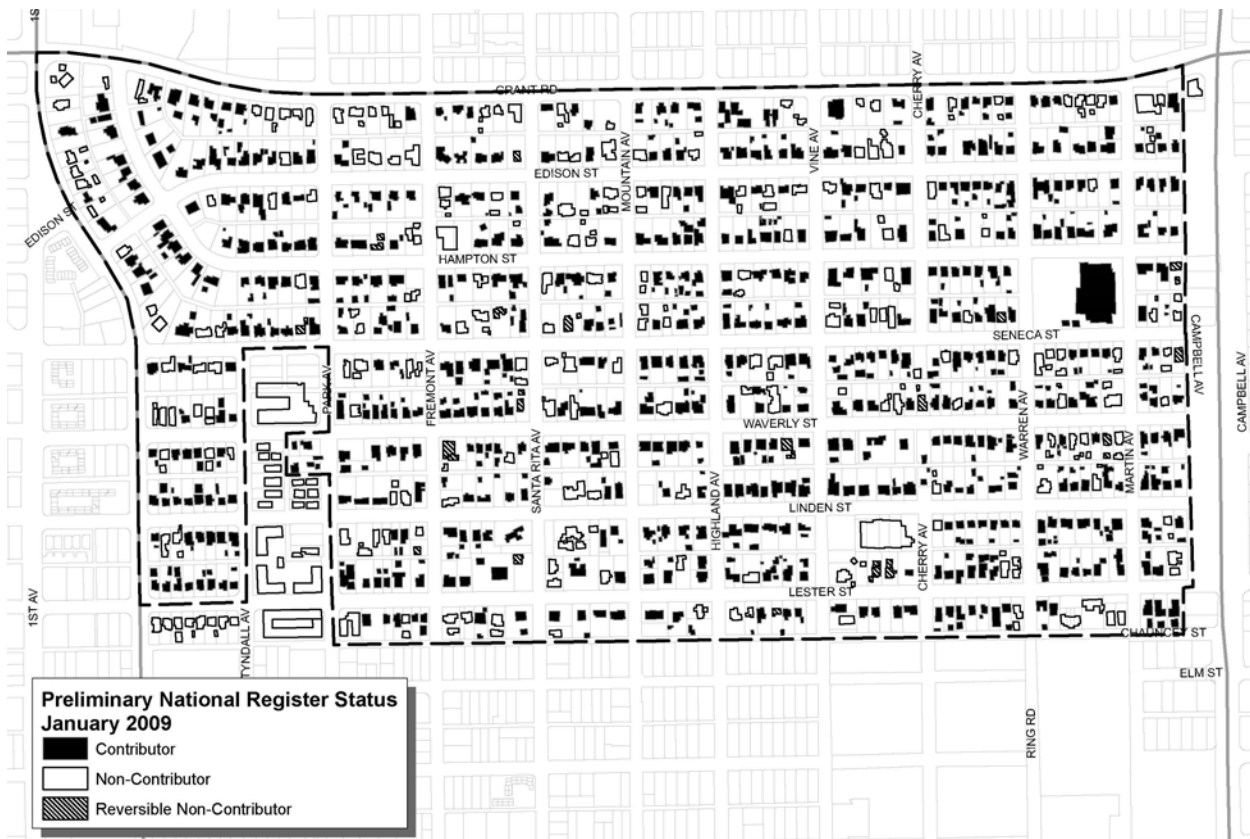 1S
GRANT RD
CHERRY AV
MOUNTAIN AV
VINE AV
EDISON ST
EDISON ST
HAMPTON ST
SENECA ST
CAMPBELL AV
CAMPBELL AV
PARK AV
FREMONT AV
WAVERLY ST
WARREN AV
SANTA RITA AV
MARTIN AV
HIGHLAND AV
LINDEN ST
CHERRY AV
LESTER ST
1ST AV
TYNDALL AV
CHAUNCEY ST
ELM ST
RING RD
Preliminary National Register Status
January 2009
Contributor
Non-Contributor
Reversible Non-Contributor